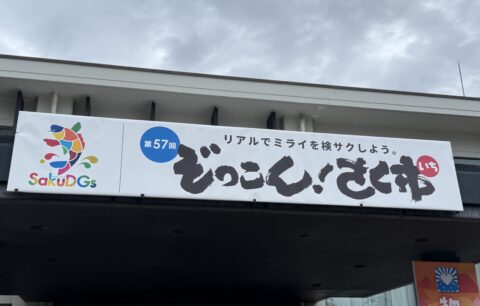 SakuDGs
第57回
リアルでミライを検サクしよう。
ぞっこん!さく市
いち